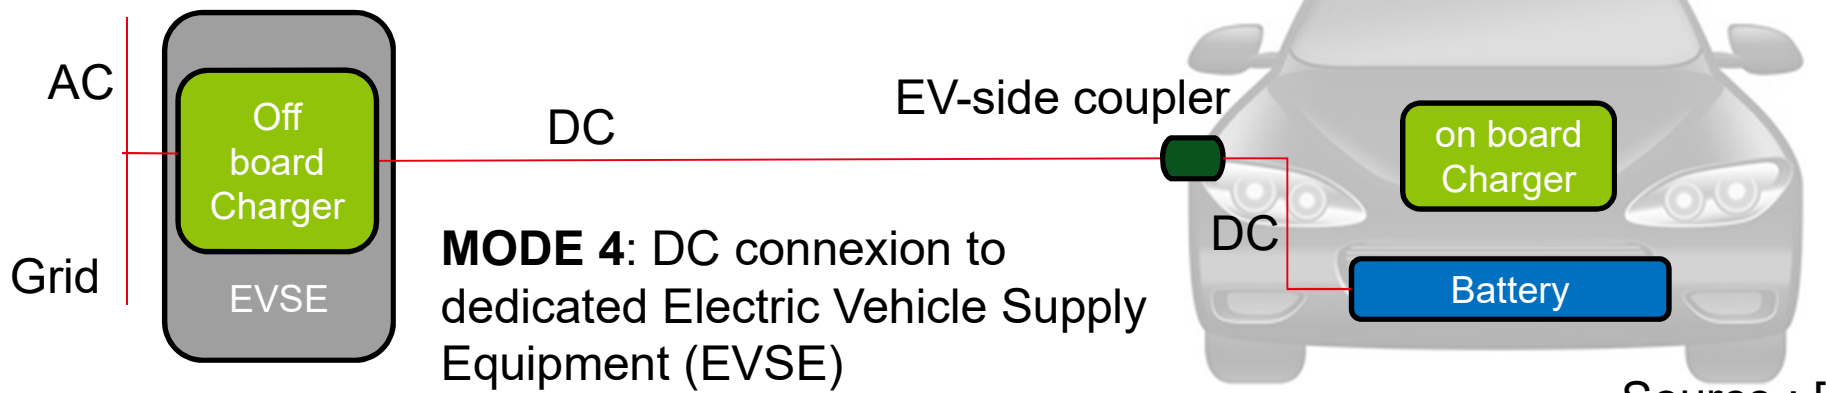 AC
Grid
Off
board
Charger
EVSE
DC
MODE 4: DC connexion to
dedicated Electric Vehicle Supply
Equipment (EVSE)
EV-side coupler
DC
on board
Charger
Battery
Source : [